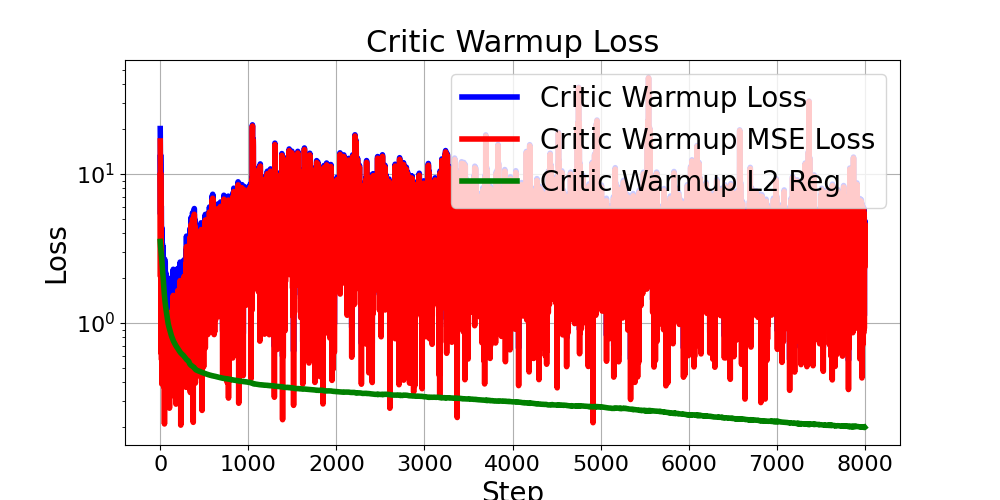 Critic Warmup Loss
Critic Warmup Loss
Critic Warmup MSE Loss
Critic Warmup L2 Reg
Loss
10¹
10⁰
0 1000 2000 3000 4000 5000 6000 7000 8000
Step